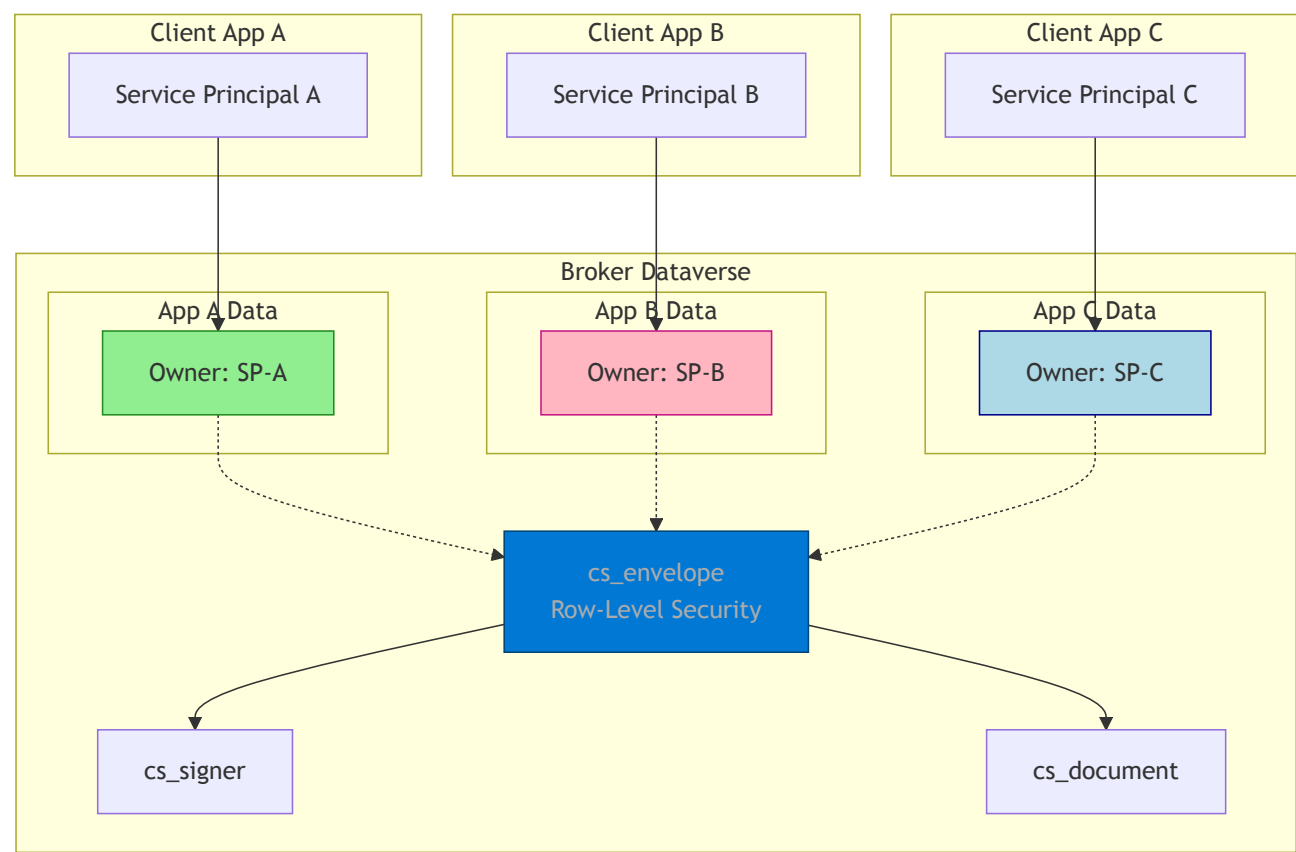 Client App A
Client App B
Client App C
Service Principal A
Service Principal B
Service Principal C
Broker Dataverse
App A Data
App B Data
App C Data
Owner: SP-A
Owner: SP-B
Owner: SP-C
cs_envelope
Row-Level Security
cs_signer
cs_document